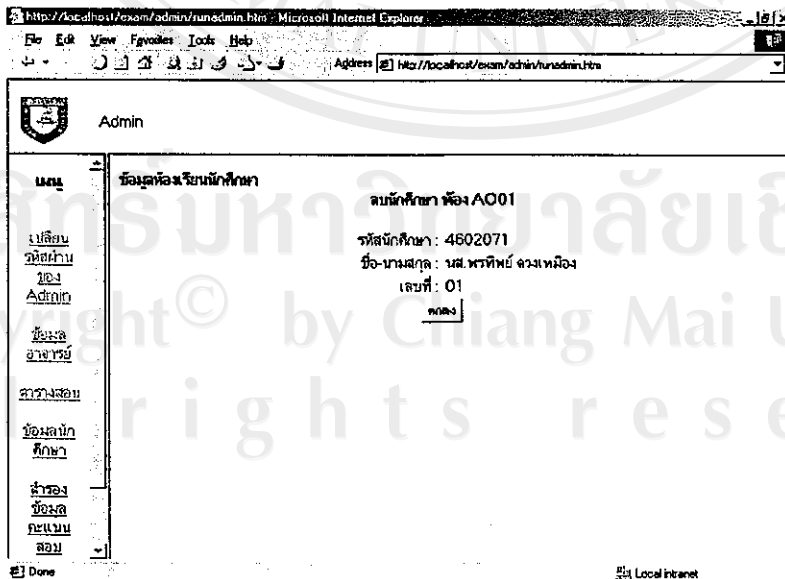 http://localhost/exam/admin/runadmin.htm - Microsoft Internet Explorer
File Edit View Favorites Tools Help
Address http://localhost/exam/admin/runadmin.htm
Admin
เมนู
เปลี่ยน
รหัสผ่าน
ของ
Admin
ข้อมูล
อาจารย์
ตารางสอบ
ข้อมูลนัก
ศึกษา
สำรอง
ข้อมูล
คะแนน
สอบ
ข้อมูลห้องเรียนนักศึกษา
ลบนักศึกษา ห้อง AO01
รหัสนักศึกษา : 4602071
ชื่อ-นามสกุล : นส.พรทิพย์ ดวงเหมือง
เลขที่ : 01
ตกลง
Done
Local intranet
by Chiang Mai
rights